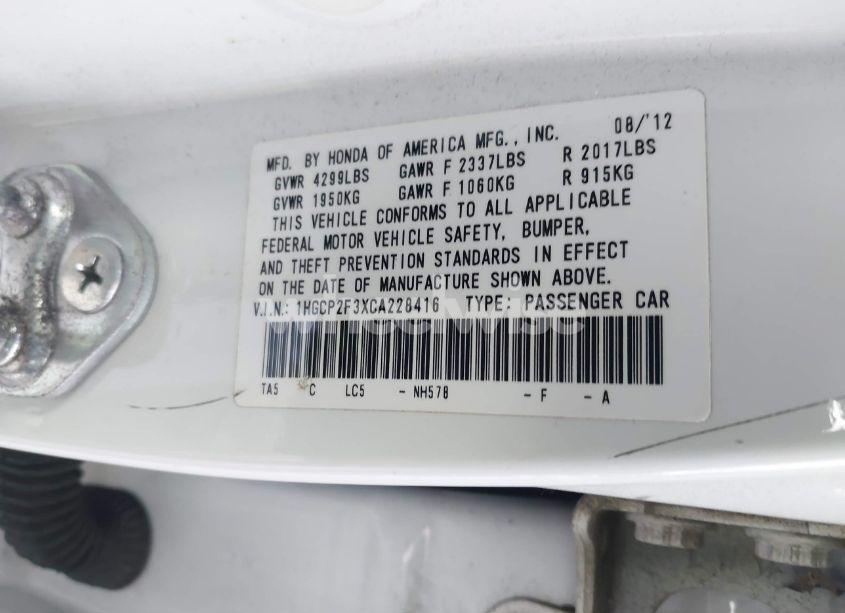 MFD. BY HONDA OF AMERICA MFG., INC. 08/'12
GVWR 4299LBS GAWR F 2337LBS R 2017LBS
GVWR 1950KG GAWR F 1060KG R 915KG
THIS VEHICLE CONFORMS TO ALL APPLICABLE
FEDERAL MOTOR VEHICLE SAFETY, BUMPER,
AND THEFT PREVENTION STANDARDS IN EFFECT
ON THE DATE OF MANUFACTURE SHOWN ABOVE.
V.I.N.: 1HGCP2F3XCA228416 TYPE: PASSENGER CAR
TA5 C LC5 - NH578 - F - A